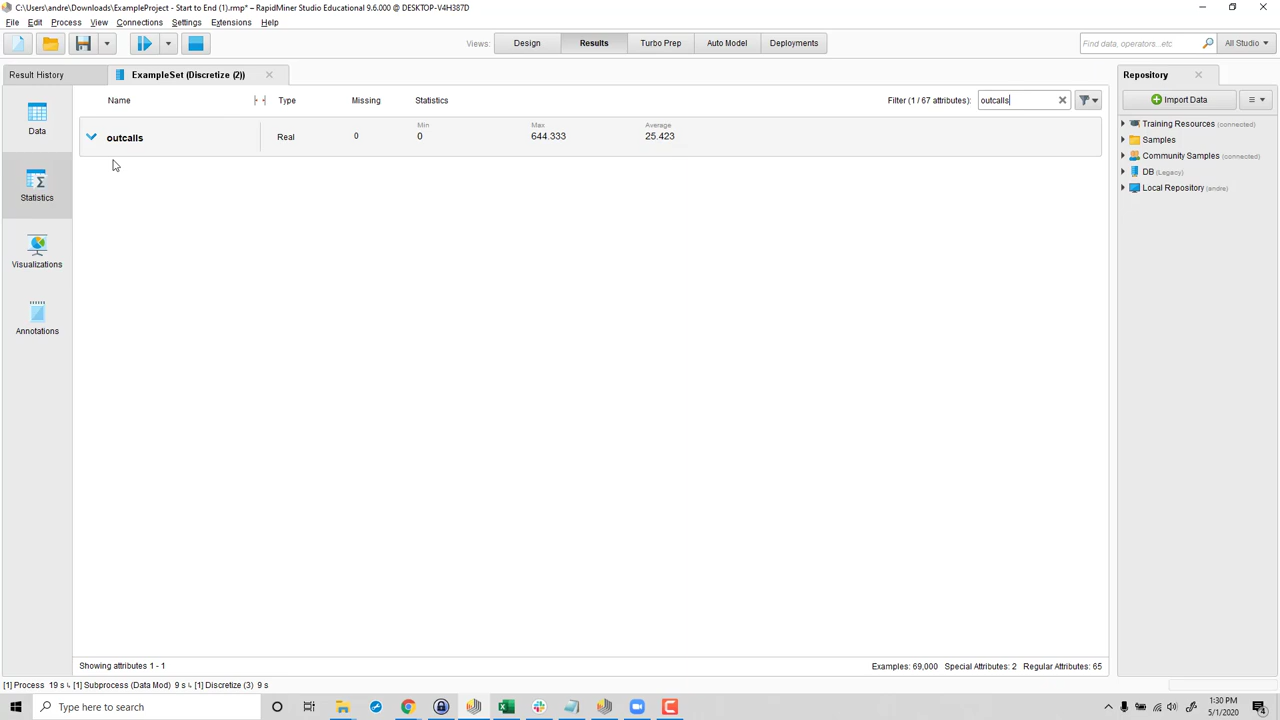 C:\Users\andre\Downloads\ExampleProject - Start to End (1).rmp* – RapidMiner Studio Educational 9.6.000 @ DESKTOP-V4H387D
File Edit Process View Connections Settings Extensions Help
Views: Design Results Turbo Prep Auto Model Deployments Find data, operators...etc All Studio
Result History ExampleSet (Discretize (2)) Repository
Name Type Missing Statistics Filter (1 / 67 attributes): outcalls Import Data
Data
outcalls Real 0 Min 0 Max 644.333 Average 25.423
Statistics
Visualizations
Annotations
Training Resources (connected)
Samples
Community Samples (connected)
DB (Legacy)
Local Repository (andre)
Showing attributes 1 - 1 Examples: 69,000 Special Attributes: 2 Regular Attributes: 65
[1] Process 19 s [1] Subprocess (Data Mod) 9 s [1] Discretize (3) 9 s
Type here to search
1:30 PM
5/1/2020